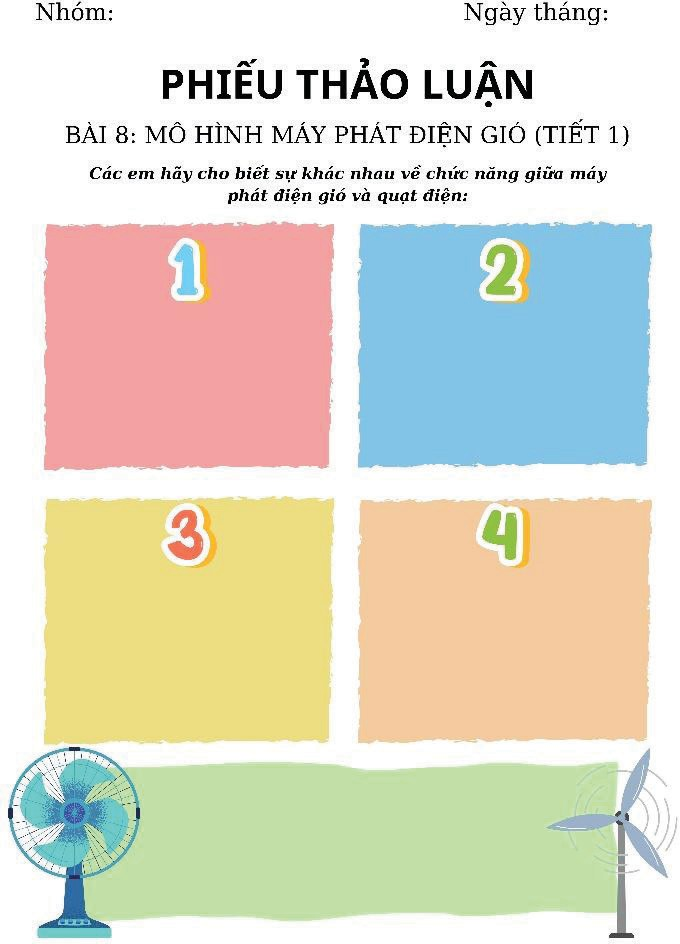 Nhóm:
Ngày tháng:
PHIẾU THẢO LUẬN
BÀI 8: MÔ HÌNH MÁY PHÁT ĐIỆN GIÓ (TIẾT 1)
Các em hãy cho biết sự khác nhau về chức năng giữa máy
phát điện gió và quạt điện:
1
2
3
4